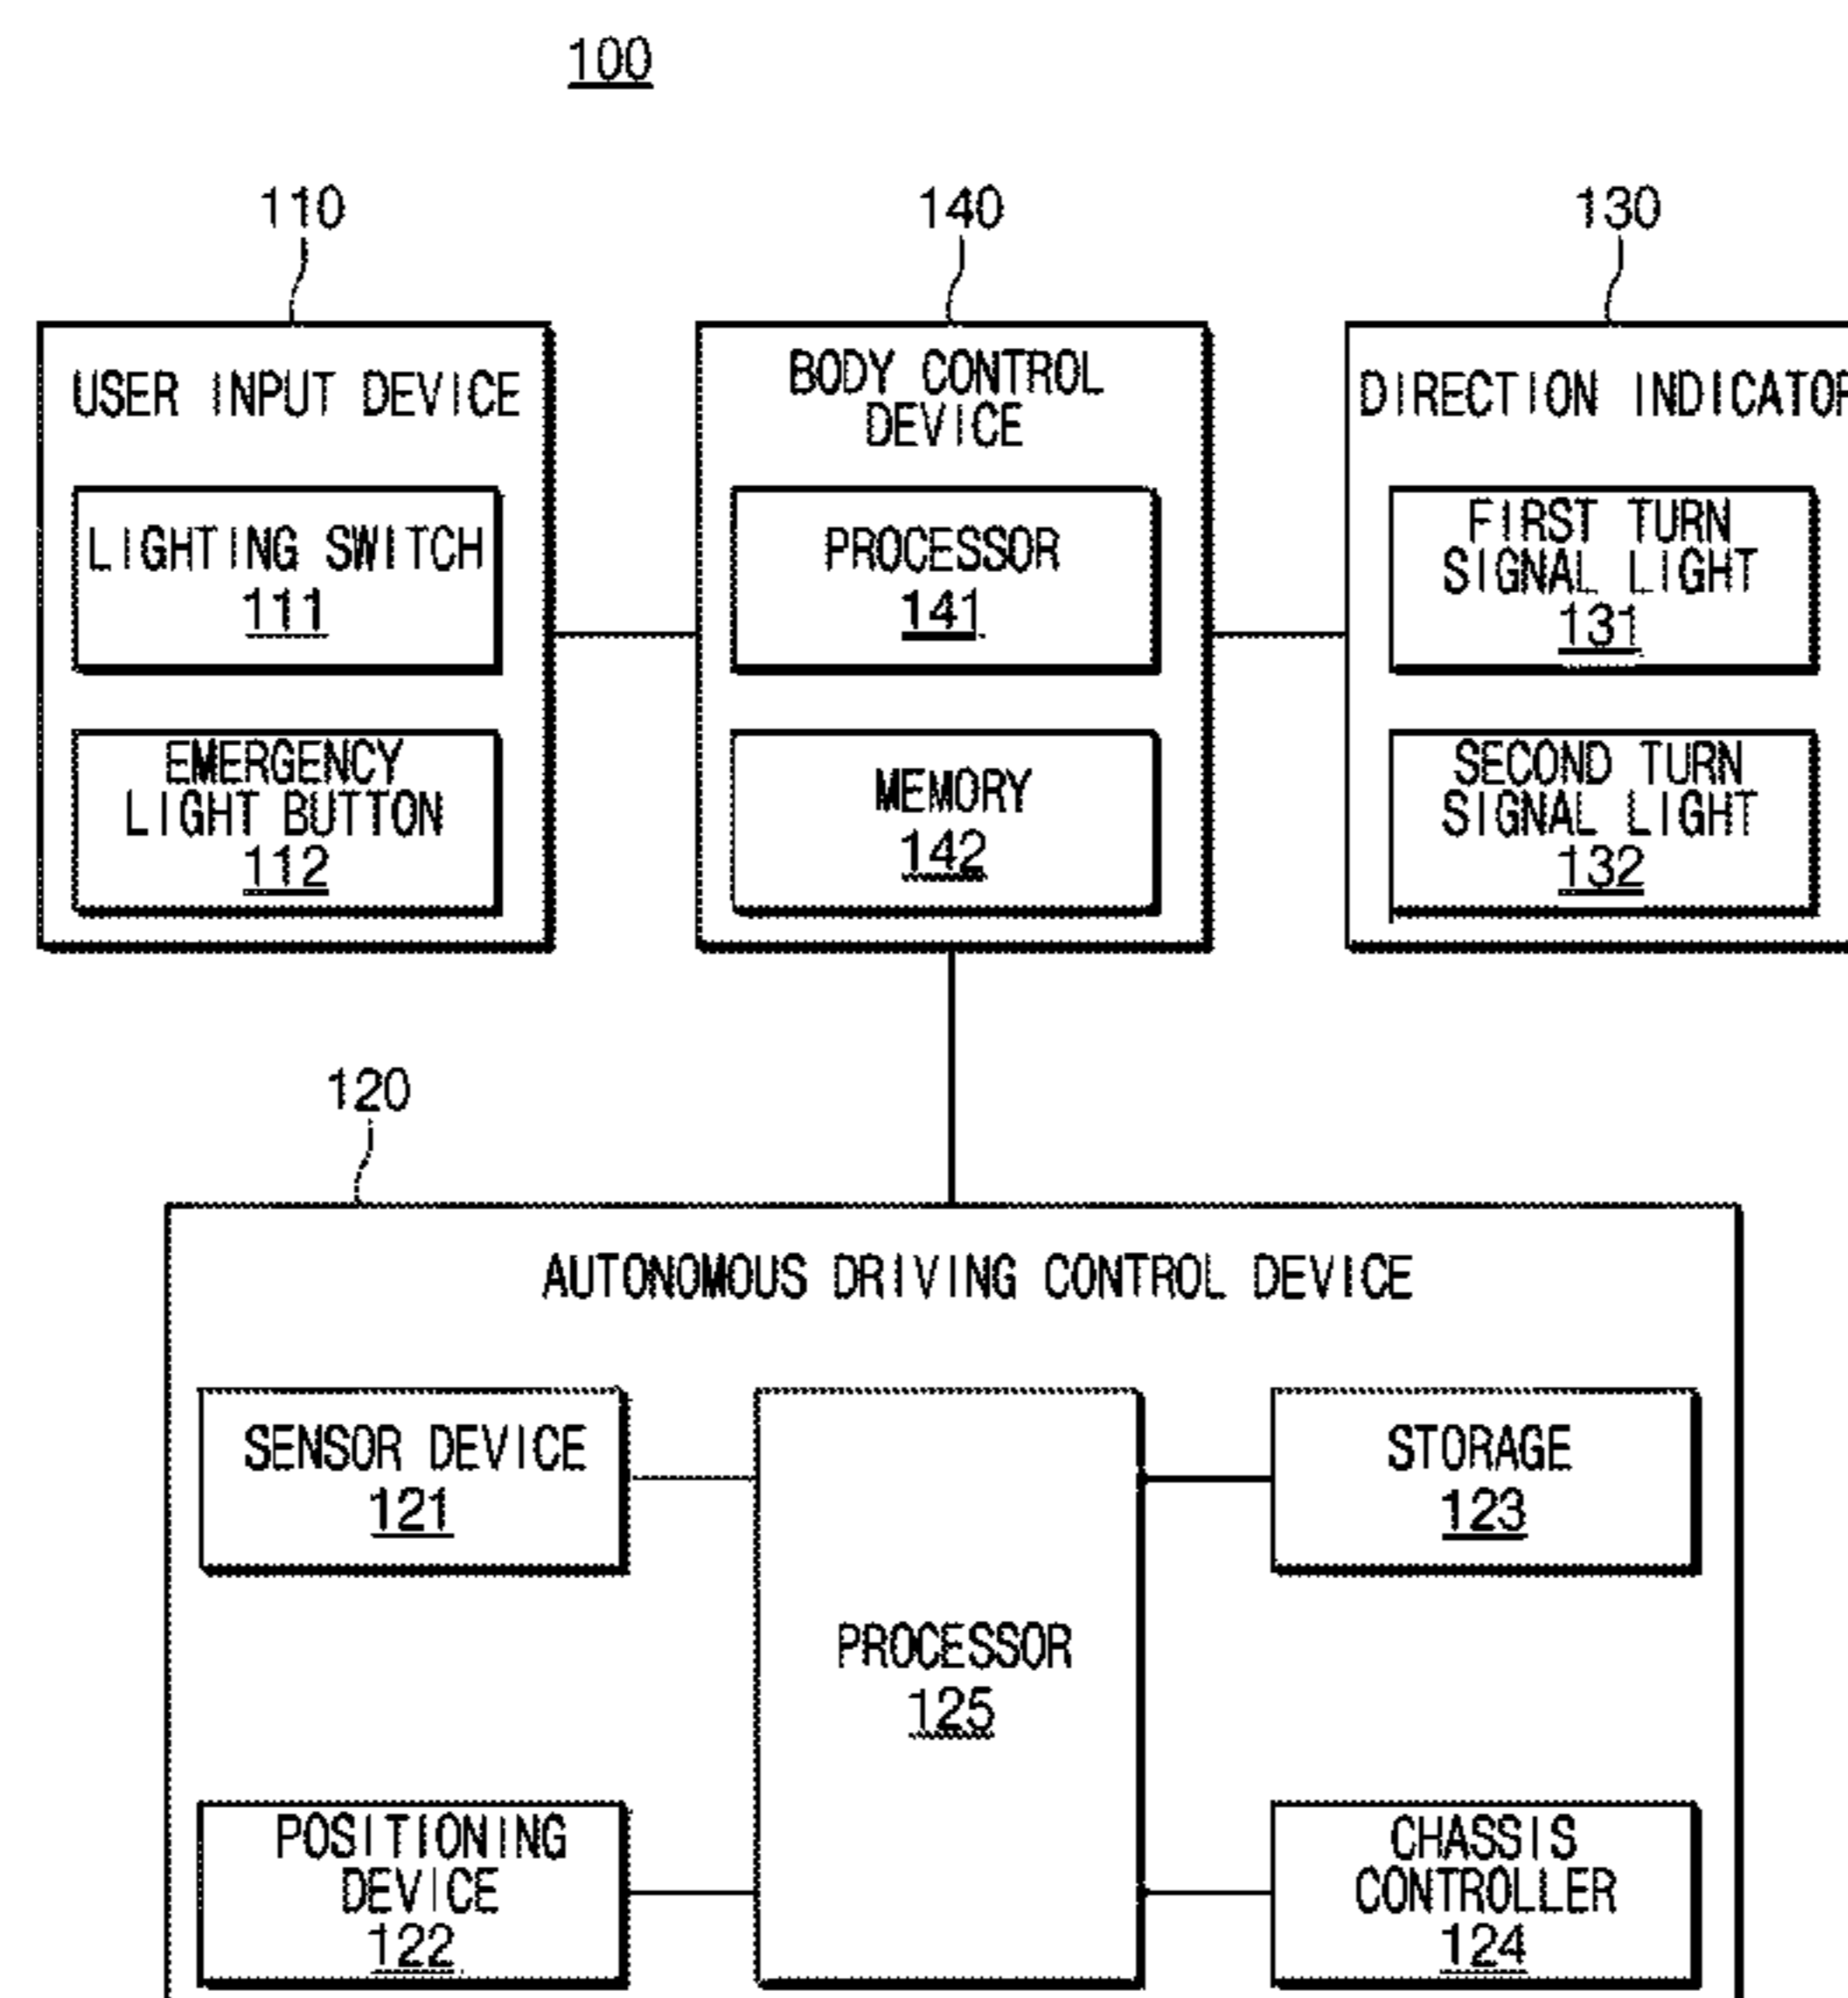 100
110
140
130
USER INPUT DEVICE
LIGHTING SWITCH
111
EMERGENCY
LIGHT BUTTON
112
BODY CONTROL
DEVICE
PROCESSOR
141
MEMORY
142
DIRECTION INDICATOR
FIRST TURN
SIGNAL LIGHT
131
SECOND TURN
SIGNAL LIGHT
132
120
AUTONOMOUS DRIVING CONTROL DEVICE
SENSOR DEVICE
121
POSITIONING
DEVICE
122
PROCESSOR
125
STORAGE
123
CHASSIS
CONTROLLER
124